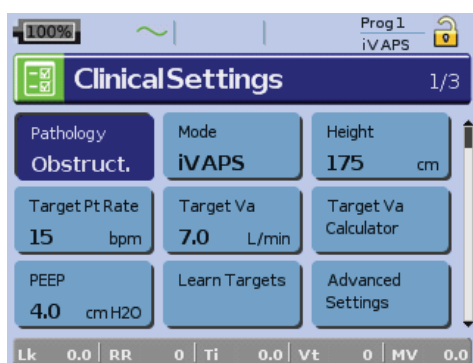 100%
Prog 1
iVAPS
Clinical Settings 1/3
Pathology
Obstruct.
Mode
iVAPS
Height
175 cm
Target Pt Rate
15 bpm
Target Va
7.0 L/min
Target Va
Calculator
PEEP
4.0 cmH2O
Learn Targets
Advanced
Settings
Lk 0.0 RR 0 Ti 0.0 Vt 0 MV 0.0